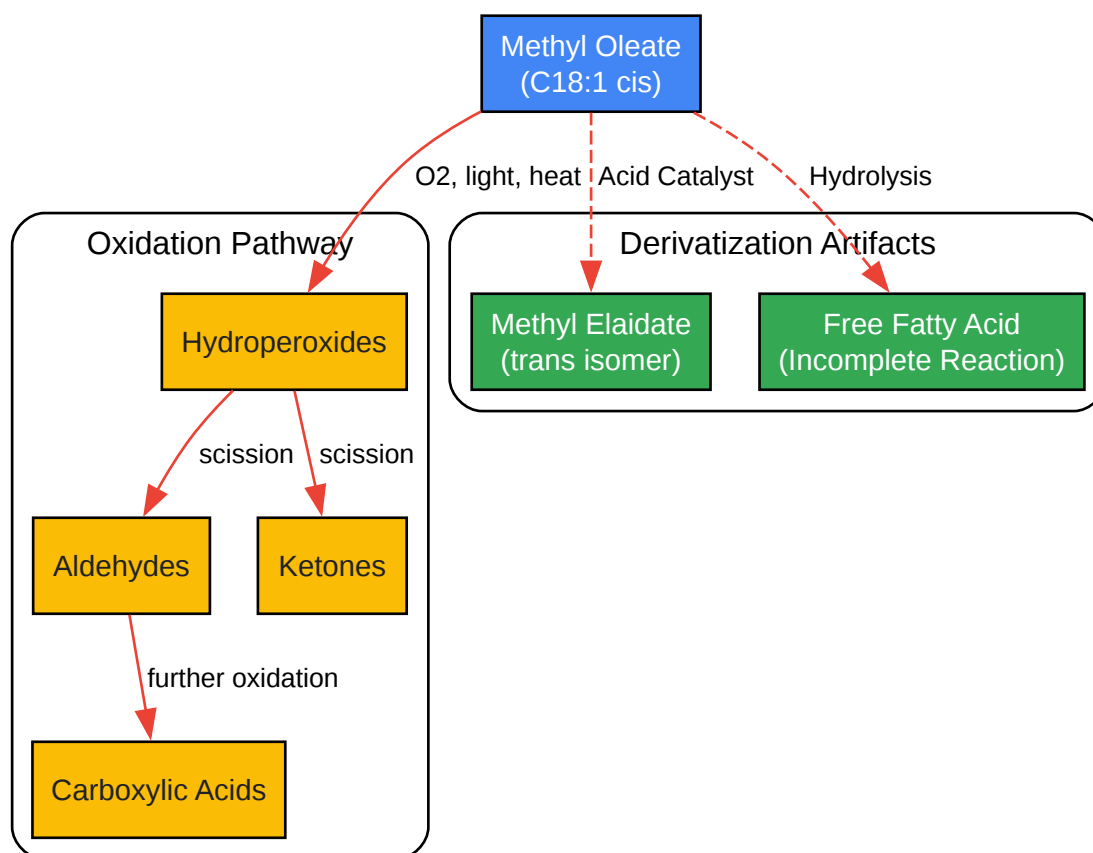 Methyl Oleate
(C18:1 cis)
O2, light, heat
Acid Catalyst
Hydrolysis
Oxidation Pathway
Derivatization Artifacts
Hydroperoxides
Methyl Elaidate
(trans isomer)
Free Fatty Acid
(Incomplete Reaction)
scission
scission
Aldehydes
Ketones
further oxidation
Carboxylic Acids